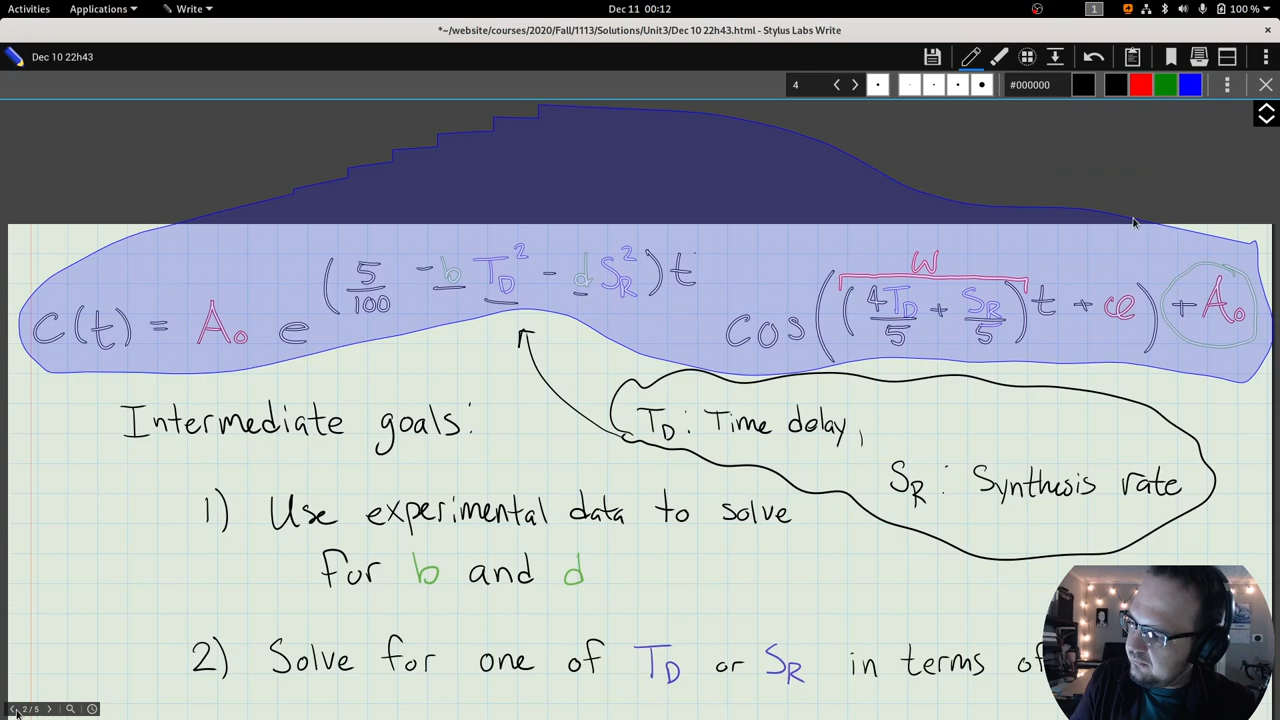 Activities Applications Write Dec 11 00:12 1 100 %
*~/website/courses/2020/Fall/1113/Solutions/Unit3/Dec 10 22h43.html - Stylus Labs Write
Dec 10 22h43
4 #000000
C(t) = A₀ e^(5/100 - b T_D² - d S_R²)t cos((4T_D/5 + S_R/5)t + φ) + A₀
W
Intermediate goals:
T_D : Time delay,
S_R : Synthesis rate
1) Use experimental data to solve
for b and d
2) Solve for one of T_D or S_R in terms of
2/5